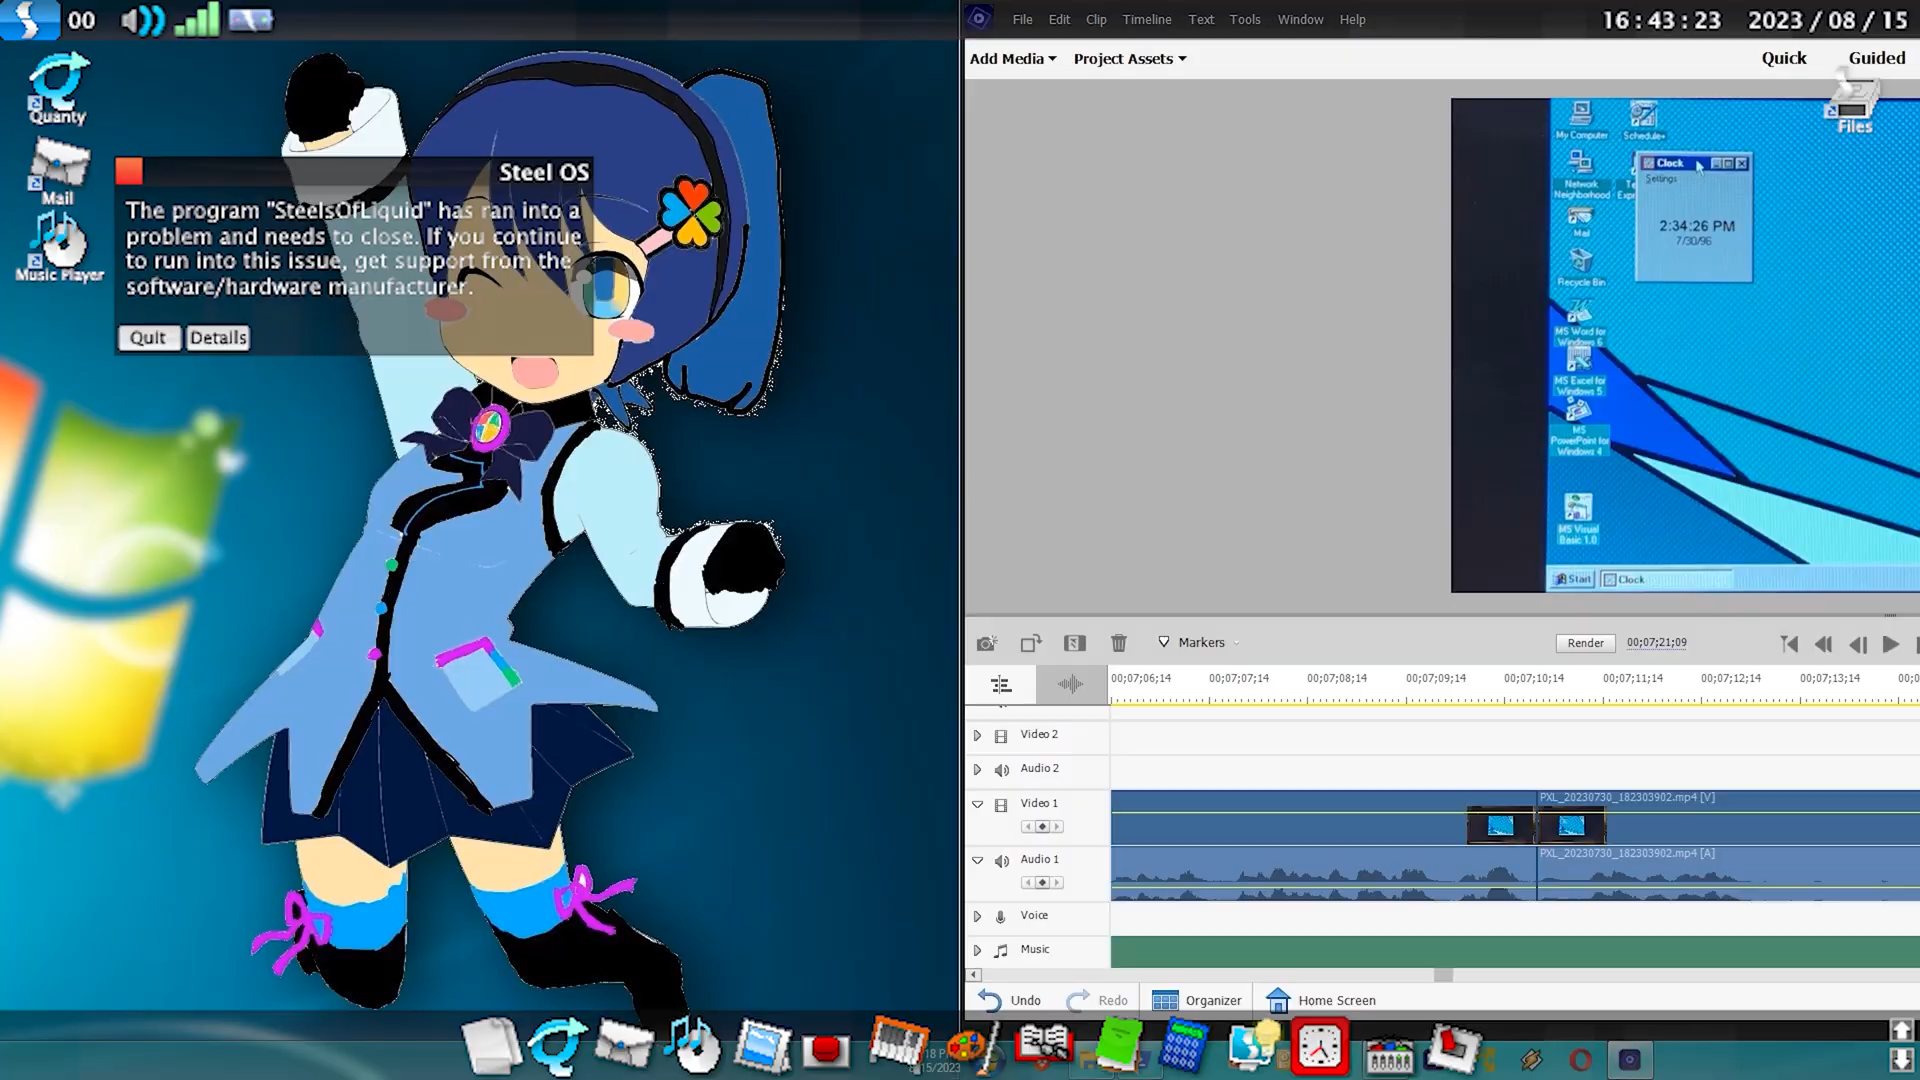 00
16:43:23 2023/08/15
File Edit Clip Timeline Text Tools Window Help
Add Media Project Assets
Quick Guided
Quanty
Mail
Music Player
Files
Steel OS
The program "SteelsOfLiquid" has ran into a
problem and needs to close. If you continue
to run into this issue, get support from the
software/hardware manufacturer.
Quit Details
My Computer
Schedule+
Network
Neighborhood
Mail
Recycle Bin
MS Word for
Windows 6
MS Excel for
Windows 5
MS
PowerPoint for
Windows 4
MS Visual
Basic 1.0
Clock
Settings
2:34:26 PM
7/30/96
Start Clock
Markers
Render 00;07;21;09
00;07;06;14 00;07;07;14 00;07;08;14 00;07;09;14 00;07;10;14 00;07;11;14 00;07;12;14 00;07;13;14
Video 2
Audio 2
Video 1
PXL_20230730_182303902.mp4 [V]
Audio 1
PXL_20230730_182303902.mp4 [A]
Voice
Music
Undo Redo Organizer Home Screen